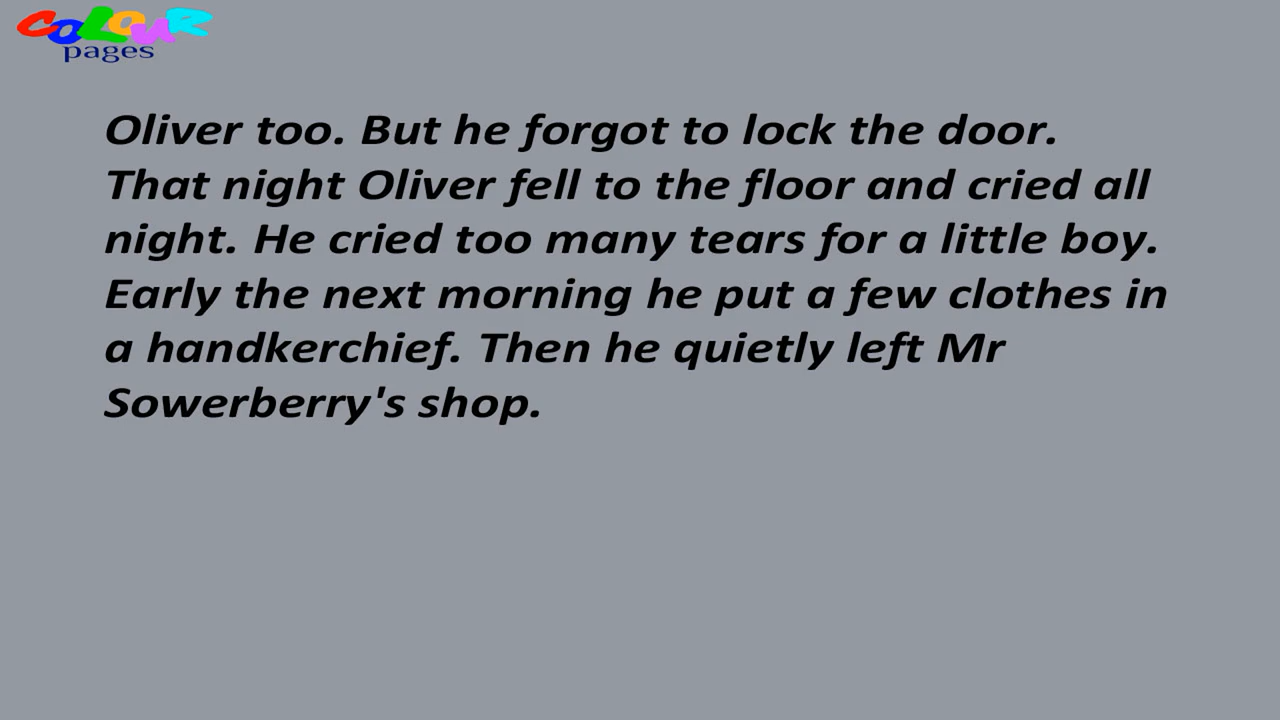 COLOUR
pages
Oliver too. But he forgot to lock the door.
That night Oliver fell to the floor and cried all
night. He cried too many tears for a little boy.
Early the next morning he put a few clothes in
a handkerchief. Then he quietly left Mr
Sowerberry's shop.